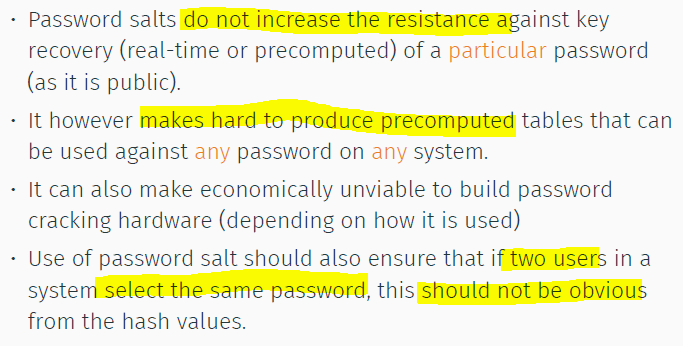 • Password salts do not increase the resistance against key
recovery (real-time or precomputed) of a particular password
(as it is public).
• It however makes hard to produce precomputed tables that can
be used against any password on any system.
• It can also make economically unviable to build password
cracking hardware (depending on how it is used)
• Use of password salt should also ensure that if two users in a
system select the same password, this should not be obvious
from the hash values.